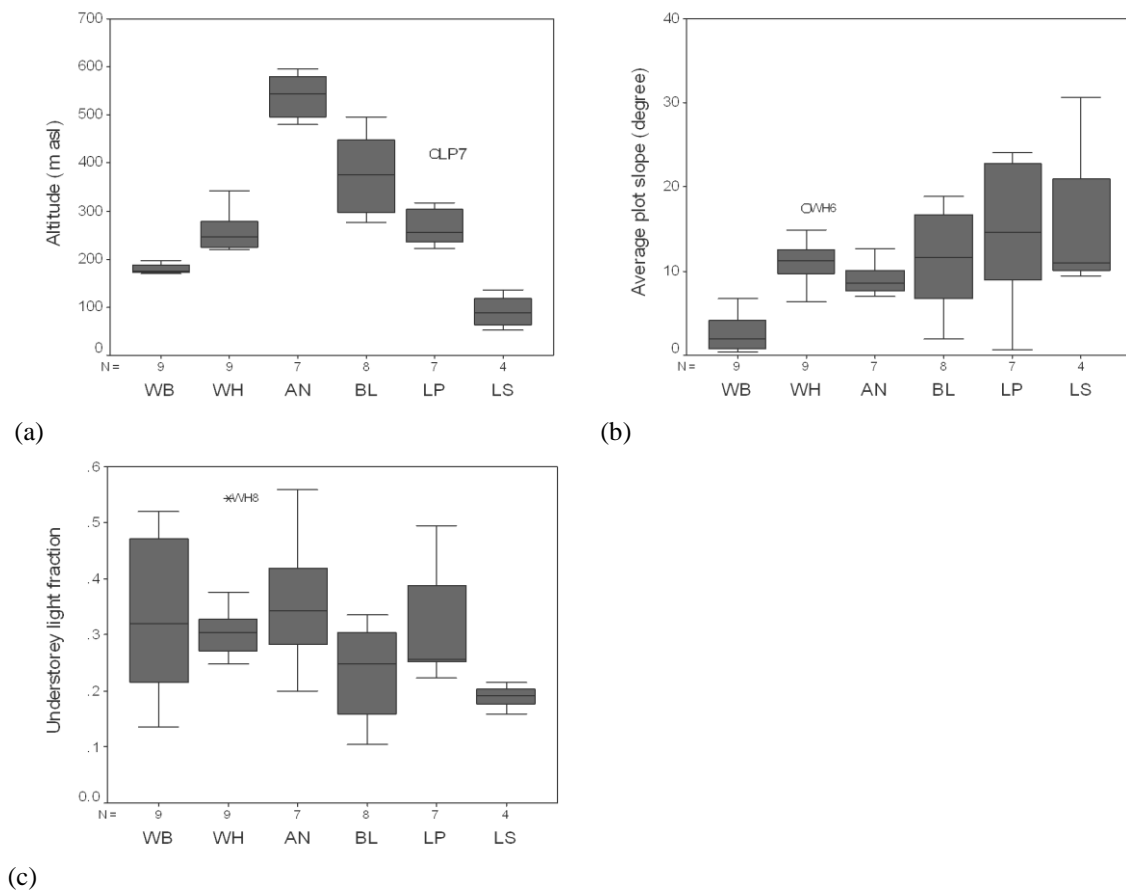 Altitude (m asl)
700
600
500
400
300
200
100
0
LP7
N = 9 9 7 8 7 4
WB WH AN BL LP LS
(a)
Average plot slope (degree)
40
30
20
10
0
WH6
N = 9 9 7 8 7 4
WB WH AN BL LP LS
(b)
Understorey light fraction
.6
.5
.4
.3
.2
.1
0.0
WH8
N = 9 9 7 8 7 4
WB WH AN BL LP LS
(c)